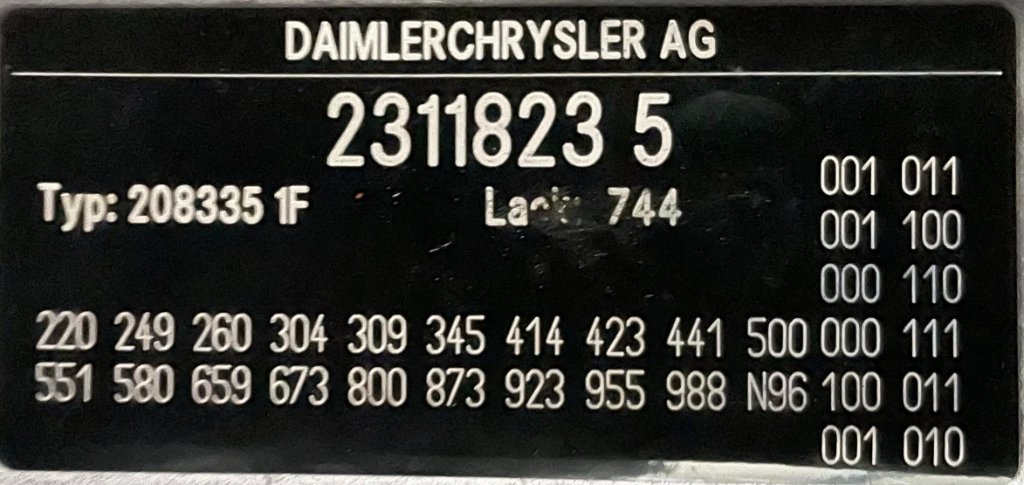 DAIMLERCHRYSLER AG
2311823 5
001 011
Typ: 208335 1F 744
001 100
000 110
220 249 260 304 309 345 414 423 441 500 000 111
551 580 659 673 800 873 923 955 988 N96 100 011
001 010